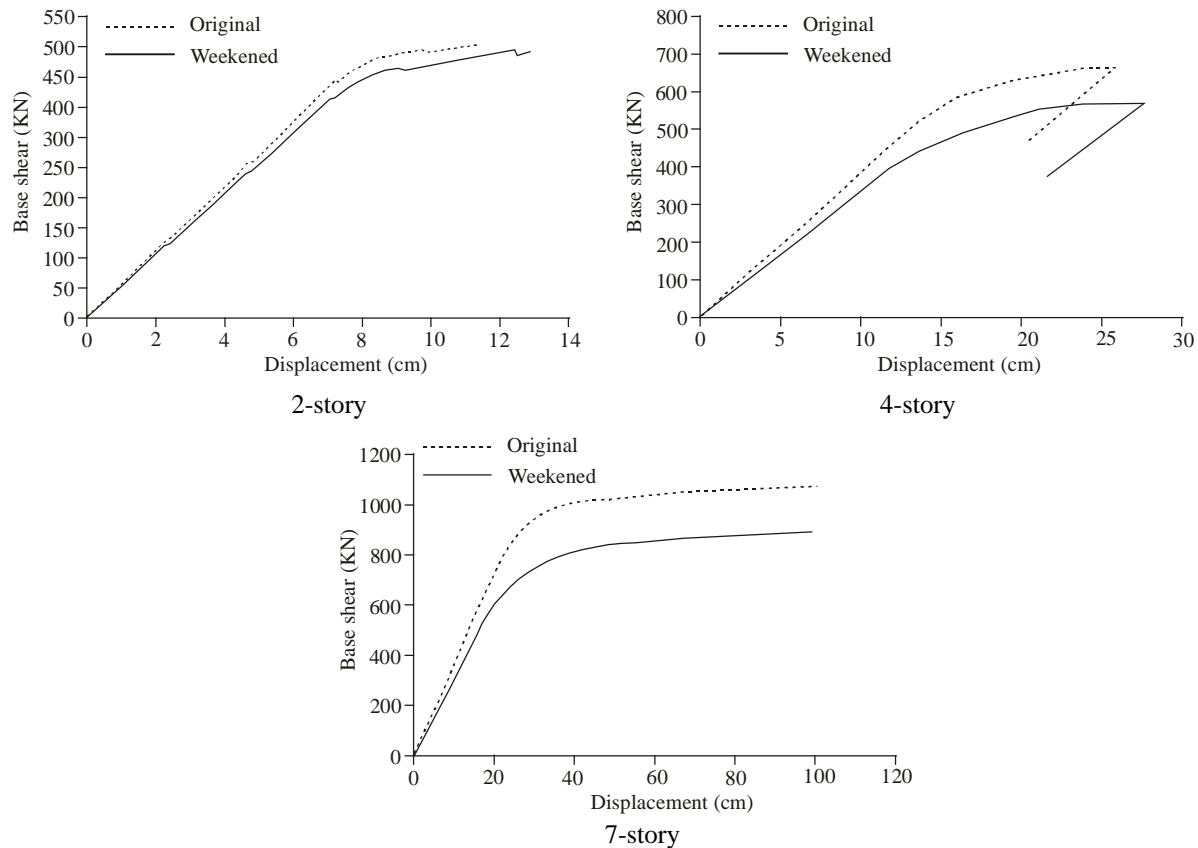 Original
Weekened
Base shear (KN)
550
500
450
400
350
300
250
200
150
100
50
0
0 2 4 6 8 10 12 14
Displacement (cm)
2-story
Original
Weekened
Base shear (KN)
800
700
600
500
400
300
200
100
0
0 5 10 15 20 25 30
Displacement (cm)
4-story
Original
Weekened
Base shear (KN)
1200
1000
800
600
400
200
0
0 20 40 60 80 100 120
Displacement (cm)
7-story